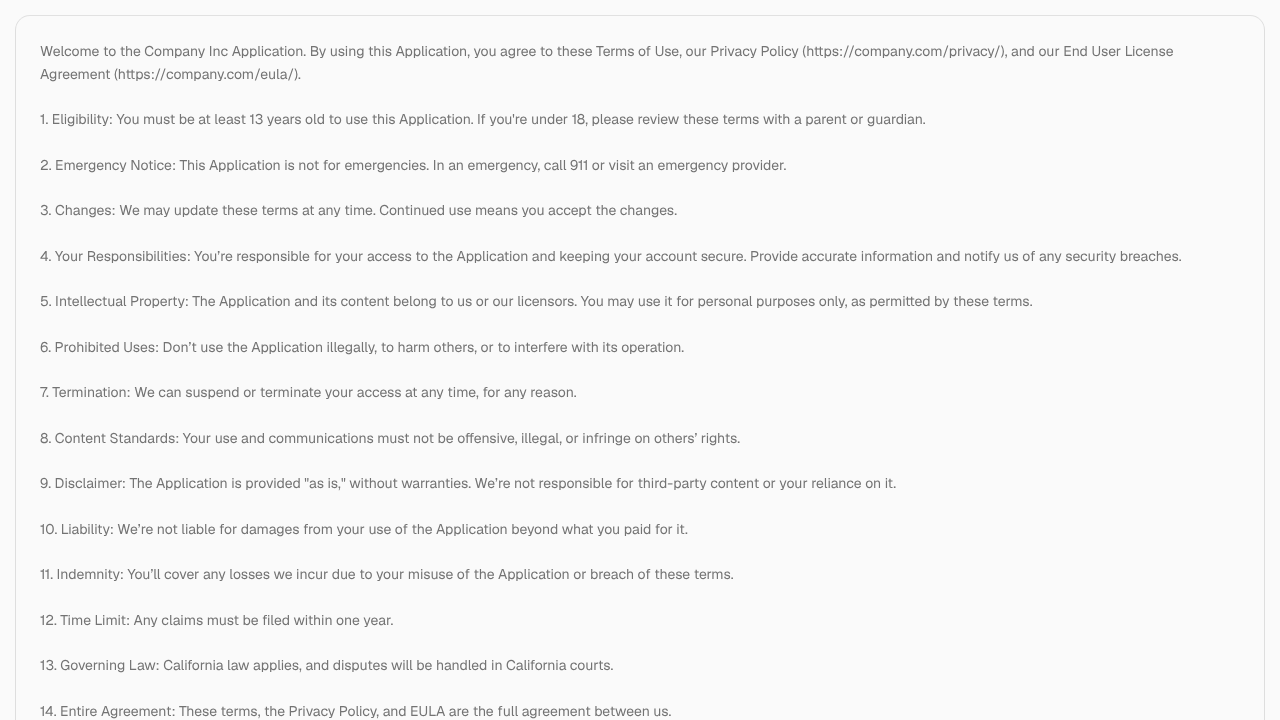 Welcome to the Company Inc Application. By using this Application, you agree to these Terms of Use, our Privacy Policy (https://company.com/privacy/), and our End User License
Agreement (https://company.com/eula/).
1. Eligibility: You must be at least 13 years old to use this Application. If you're under 18, please review these terms with a parent or guardian.
2. Emergency Notice: This Application is not for emergencies. In an emergency, call 911 or visit an emergency provider.
3. Changes: We may update these terms at any time. Continued use means you accept the changes.
4. Your Responsibilities: You’re responsible for your access to the Application and keeping your account secure. Provide accurate information and notify us of any security breaches.
5. Intellectual Property: The Application and its content belong to us or our licensors. You may use it for personal purposes only, as permitted by these terms.
6. Prohibited Uses: Don’t use the Application illegally, to harm others, or to interfere with its operation.
7. Termination: We can suspend or terminate your access at any time, for any reason.
8. Content Standards: Your use and communications must not be offensive, illegal, or infringe on others’ rights.
9. Disclaimer: The Application is provided "as is," without warranties. We’re not responsible for third-party content or your reliance on it.
10. Liability: We’re not liable for damages from your use of the Application beyond what you paid for it.
11. Indemnity: You’ll cover any losses we incur due to your misuse of the Application or breach of these terms.
12. Time Limit: Any claims must be filed within one year.
13. Governing Law: California law applies, and disputes will be handled in California courts.
14. Entire Agreement: These terms, the Privacy Policy, and EULA are the full agreement between us.